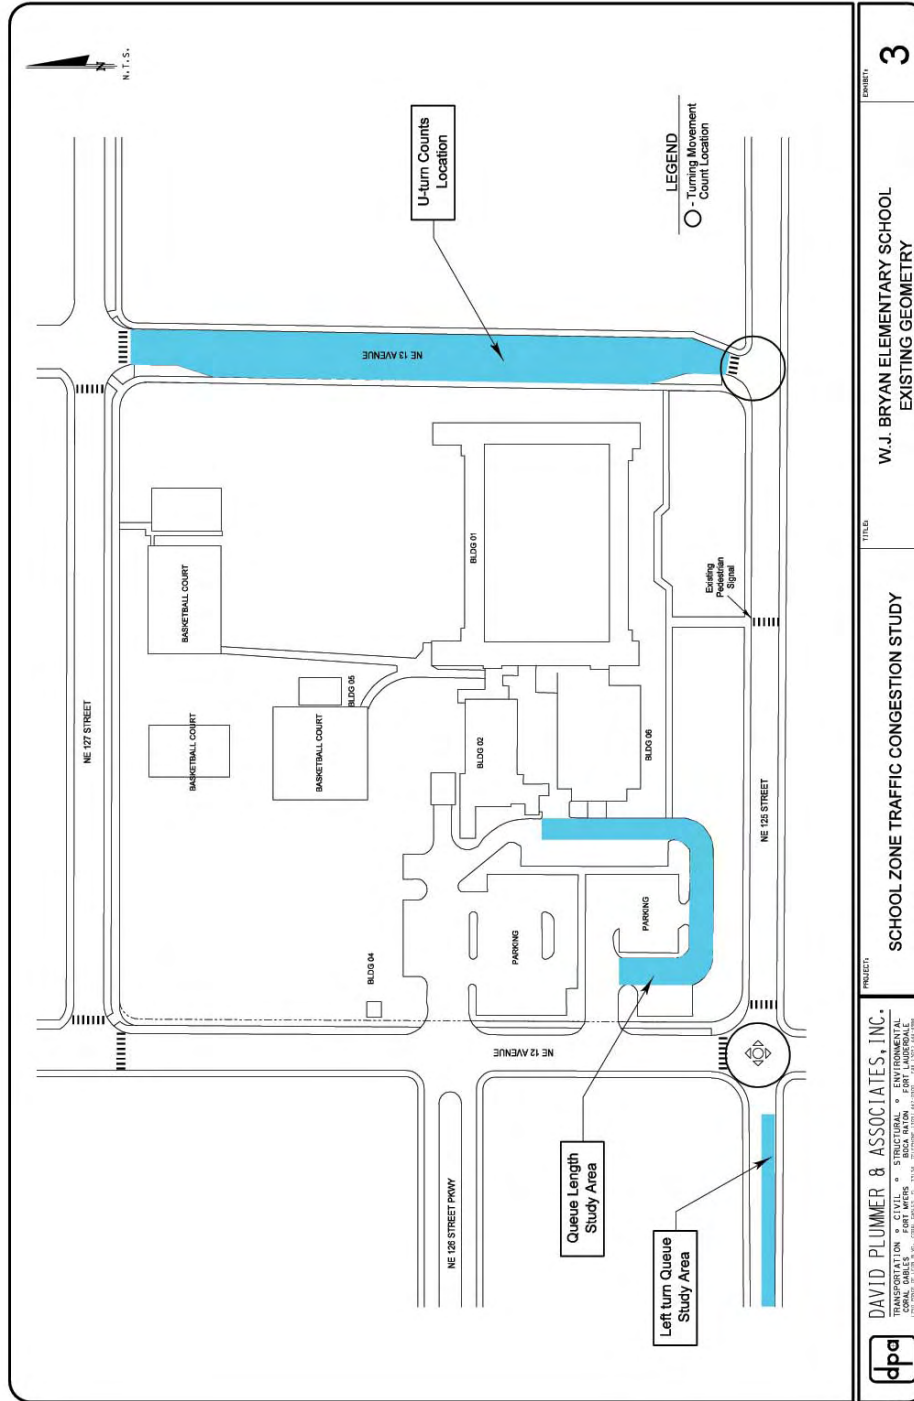 N
N.T.S.
U-turn Counts
Location
LEGEND
- Turning Movement
Count Location
NE 13 AVENUE
NE 127 STREET
BASKETBALL COURT
BASKETBALL COURT
BASKETBALL COURT
BLDG 05
BLDG 01
BLDG 02
BLDG 06
Existing
Pedestrian
Signal
NE 125 STREET
BLDG 04
PARKING
PARKING
NE 12 AVENUE
NE 126 STREET PKWY
Queue Length
Study Area
Left turn Queue
Study Area
dpa
DAVID PLUMMER & ASSOCIATES, INC.
TRANSPORTATION • CIVIL • STRUCTURAL • ENVIRONMENTAL
CORAL GABLES FORT MYERS BOCA RATON FORT LAUDERDALE
PROJECT:
SCHOOL ZONE TRAFFIC CONGESTION STUDY
TITLE:
W.J. BRYAN ELEMENTARY SCHOOL
EXISTING GEOMETRY
EXHIBIT:
3